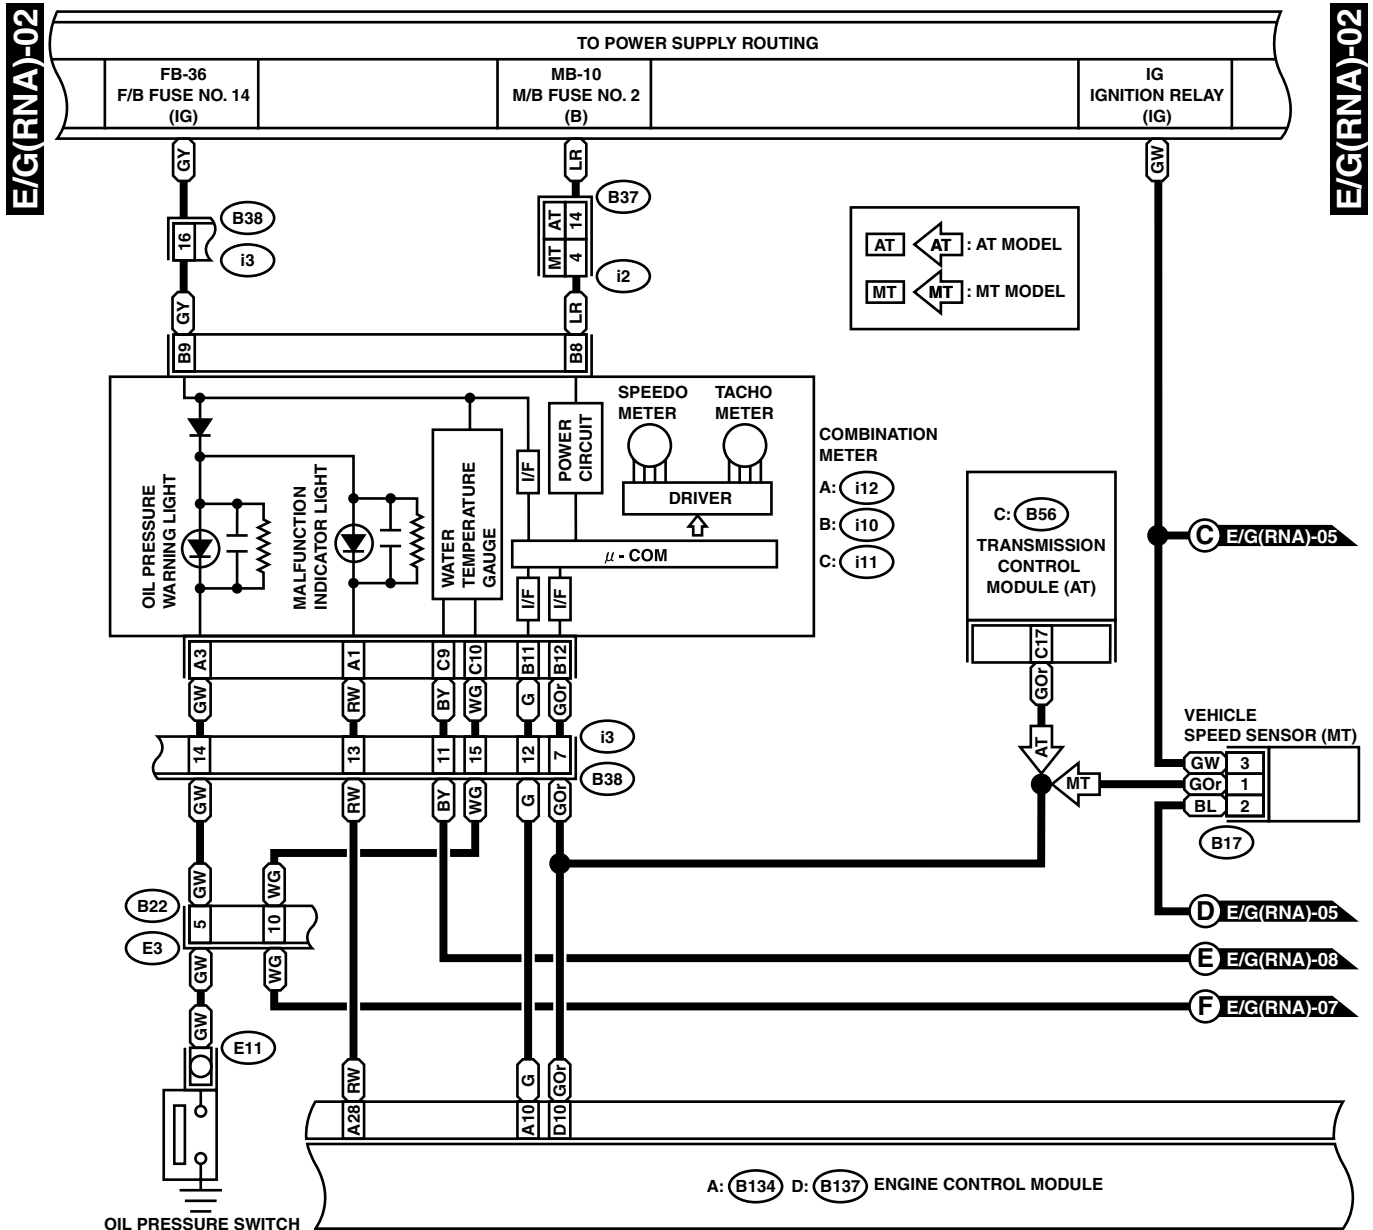 E/G(RNA)-02
E/G(RNA)-02
TO POWER SUPPLY ROUTING
FB-36
F/B FUSE NO. 14
(IG)
MB-10
M/B FUSE NO. 2
(B)
IG
IGNITION RELAY
(IG)
GY
LR
GW
B38
16
i3
B37
AT 14
MT 4
i2
AT AT : AT MODEL
MT MT : MT MODEL
GY
LR
B9
B8
OIL PRESSURE
WARNING LIGHT
MALFUNCTION
INDICATOR LIGHT
WATER
TEMPERATURE
GAUGE
I/F
POWER
CIRCUIT
SPEEDO
METER
TACHO
METER
DRIVER
μ - COM
I/F
I/F
COMBINATION
METER
A: i12
B: i10
C: i11
C: B56
TRANSMISSION
CONTROL
MODULE (AT)
C17
GOr
AT
MT
C E/G(RNA)-05
VEHICLE
SPEED SENSOR (MT)
GW 3
GOr 1
BL 2
B17
A3 A1 C9 C10 B11 B12
GW RW BY WG G GOr
14 13 11 15 12 7
i3
B38
GW RW BY WG G GOr
GW WG
B22
5 10
E3
GW WG
GW
E11
D E/G(RNA)-05
E E/G(RNA)-08
F E/G(RNA)-07
RW G GOr
A28 A10 D10
A: B134 D: B137 ENGINE CONTROL MODULE
OIL PRESSURE SWITCH